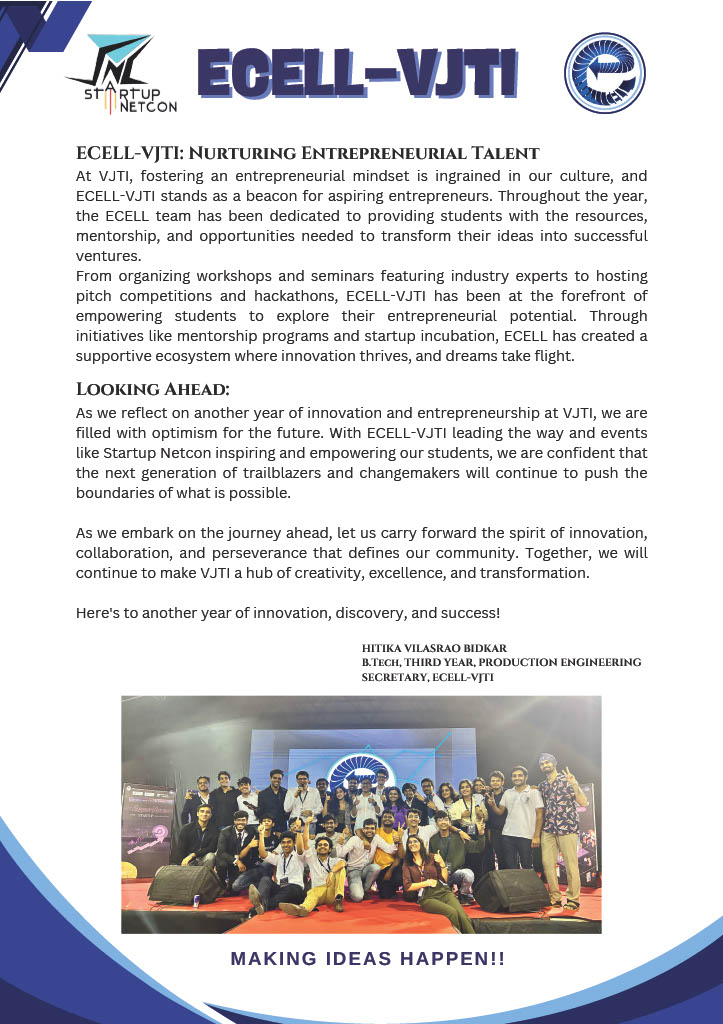 STARTUP
NETCON
ECELL-VJTI
ECELL-VJTI: Nurturing Entrepreneurial Talent
At VJTI, fostering an entrepreneurial mindset is ingrained in our culture, and
ECELL-VJTI stands as a beacon for aspiring entrepreneurs. Throughout the year,
the ECELL team has been dedicated to providing students with the resources,
mentorship, and opportunities needed to transform their ideas into successful
ventures.
From organizing workshops and seminars featuring industry experts to hosting
pitch competitions and hackathons, ECELL-VJTI has been at the forefront of
empowering students to explore their entrepreneurial potential. Through
initiatives like mentorship programs and startup incubation, ECELL has created a
supportive ecosystem where innovation thrives, and dreams take flight.
Looking Ahead:
As we reflect on another year of innovation and entrepreneurship at VJTI, we are
filled with optimism for the future. With ECELL-VJTI leading the way and events
like Startup Netcon inspiring and empowering our students, we are confident that
the next generation of trailblazers and changemakers will continue to push the
boundaries of what is possible.
As we embark on the journey ahead, let us carry forward the spirit of innovation,
collaboration, and perseverance that defines our community. Together, we will
continue to make VJTI a hub of creativity, excellence, and transformation.
Here's to another year of innovation, discovery, and success!
HITIKA VILASRAO BIDKAR
B.Tech, THIRD YEAR, PRODUCTION ENGINEERING
SECRETARY, ECELL-VJTI
MAKING IDEAS HAPPEN!!